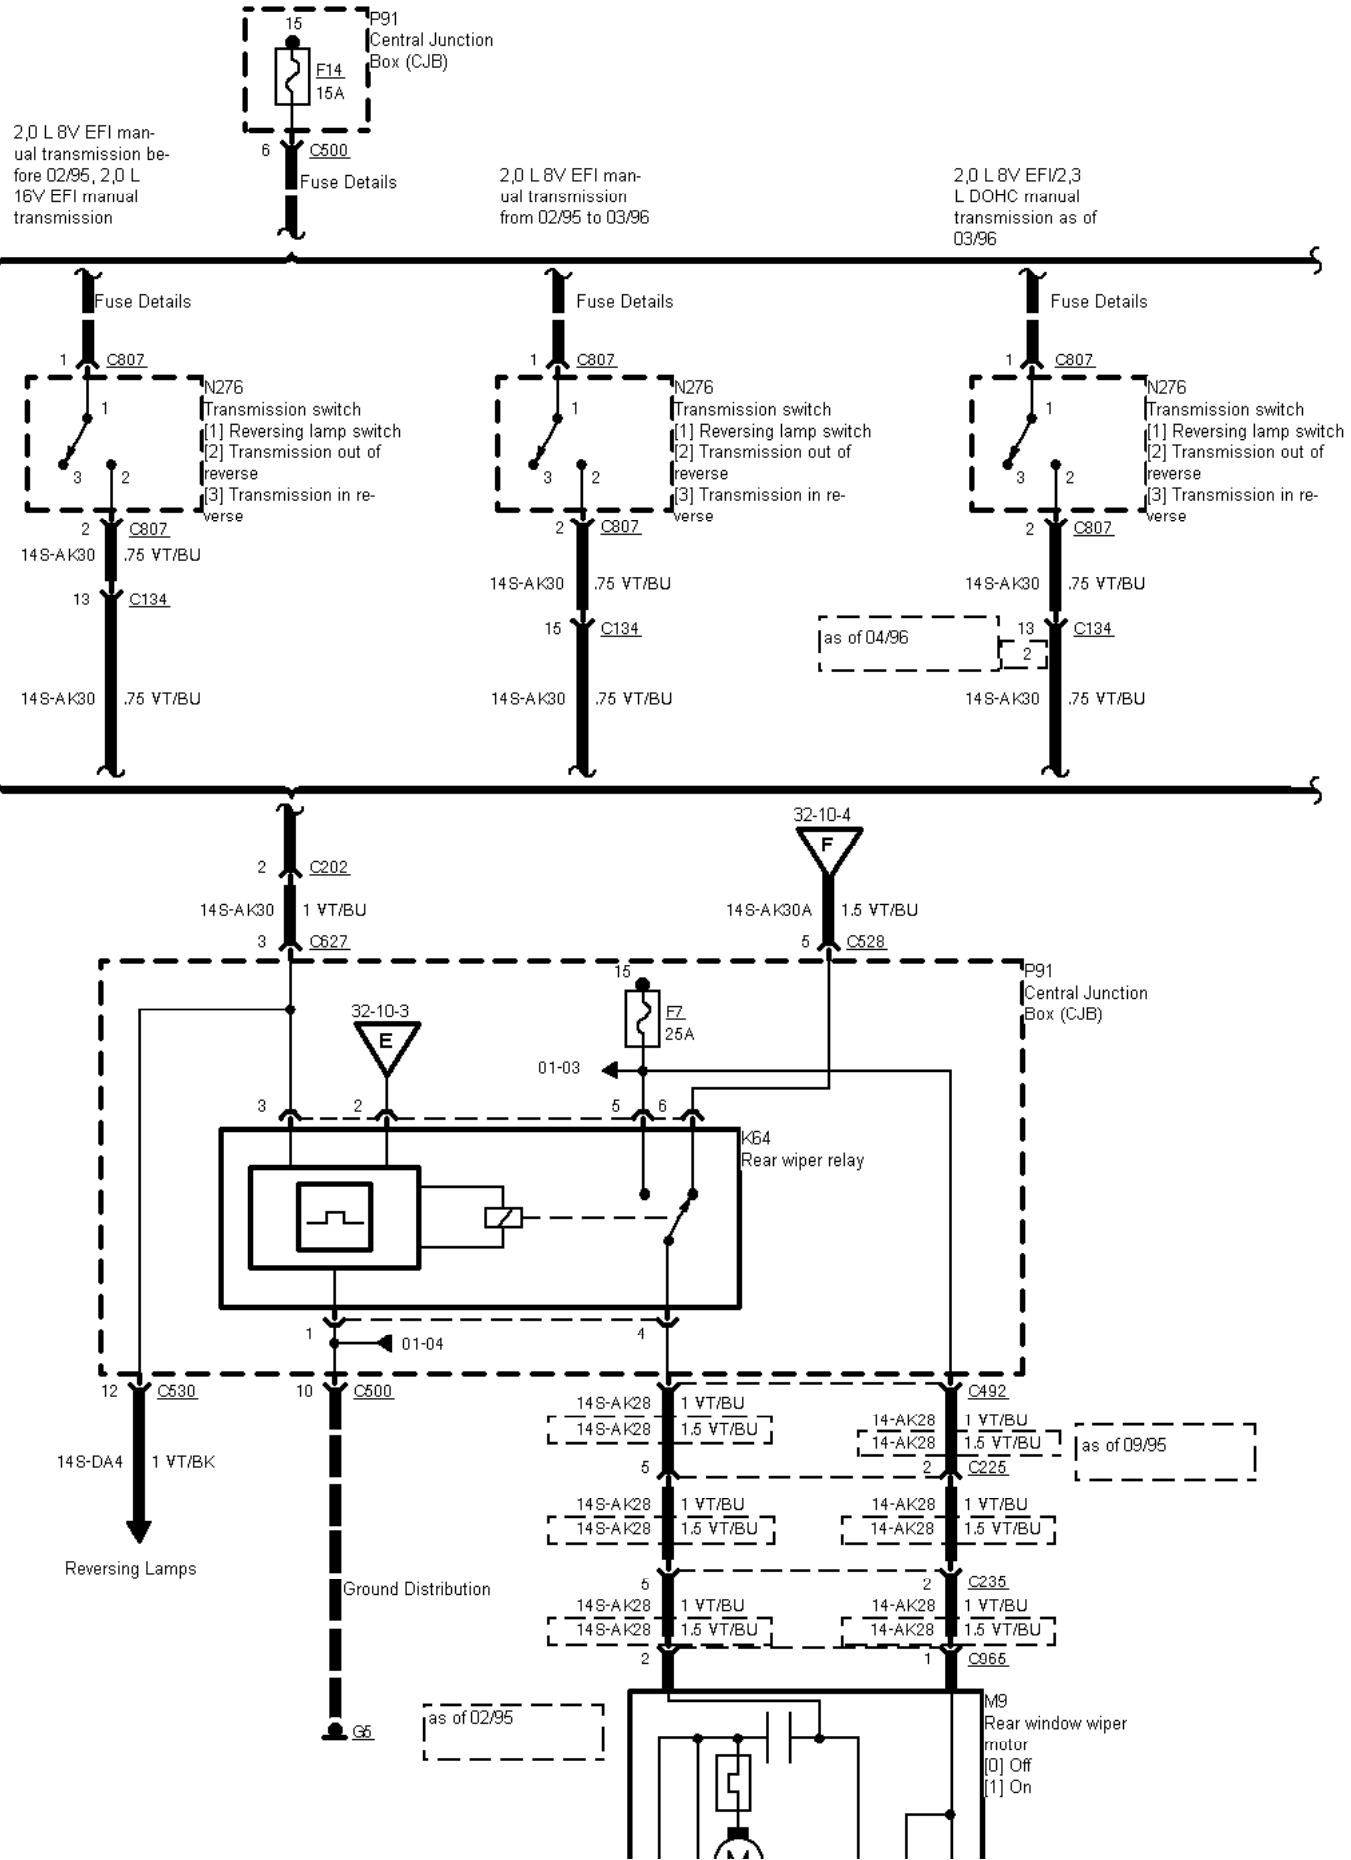 15
P91
Central Junction
Box (CJB)
F14
15A
6 C500
Fuse Details
2,0 L 8V EFI man-
ual transmission be-
fore 02/95, 2,0 L
16V EFI manual
transmission
2,0 L 8V EFI man-
ual transmission
from 02/95 to 03/96
2,0 L 8V EFI/2,3
L DOHC manual
transmission as of
03/96
Fuse Details Fuse Details Fuse Details
1 C807 1 C807 1 C807
N276
Transmission switch
[1] Reversing lamp switch
[2] Transmission out of
reverse
[3] Transmission in re-
verse
1
3 2
N276
Transmission switch
[1] Reversing lamp switch
[2] Transmission out of
reverse
[3] Transmission in re-
verse
1
3 2
N276
Transmission switch
[1] Reversing lamp switch
[2] Transmission out of
reverse
[3] Transmission in re-
verse
1
3 2
2 C807 2 C807 2 C807
14S-AK30 .75 VT/BU
14S-AK30 .75 VT/BU 14S-AK30 .75 VT/BU
13 C134
15 C134
as of 04/96
13 C134
2
14S-AK30 .75 VT/BU 14S-AK30 .75 VT/BU 14S-AK30 .75 VT/BU
32-10-4
F
2 C202
14S-AK30 1 VT/BU 14S-AK30A 1.5 VT/BU
3 C627 5 C528
P91
Central Junction
Box (CJB)
15
F7
25A
32-10-3
E
01-03
3 2 5 6
K64
Rear wiper relay
1 01-04 4
12 C530 10 C500 C492
14S-AK28 1 VT/BU
14S-AK28 1.5 VT/BU
14-AK28 1 VT/BU
14-AK28 1.5 VT/BU
as of 09/95
14S-DA4 1 VT/BK
5 2 C225
14S-AK28 1 VT/BU 14-AK28 1 VT/BU
14S-AK28 1.5 VT/BU 14-AK28 1.5 VT/BU
Reversing Lamps
Ground Distribution
5 2 C235
14S-AK28 1 VT/BU 14-AK28 1 VT/BU
14S-AK28 1.5 VT/BU 14-AK28 1.5 VT/BU
2 1 C965
as of 02/95
G5
M9
Rear window wiper
motor
[0] Off
[1] On
M